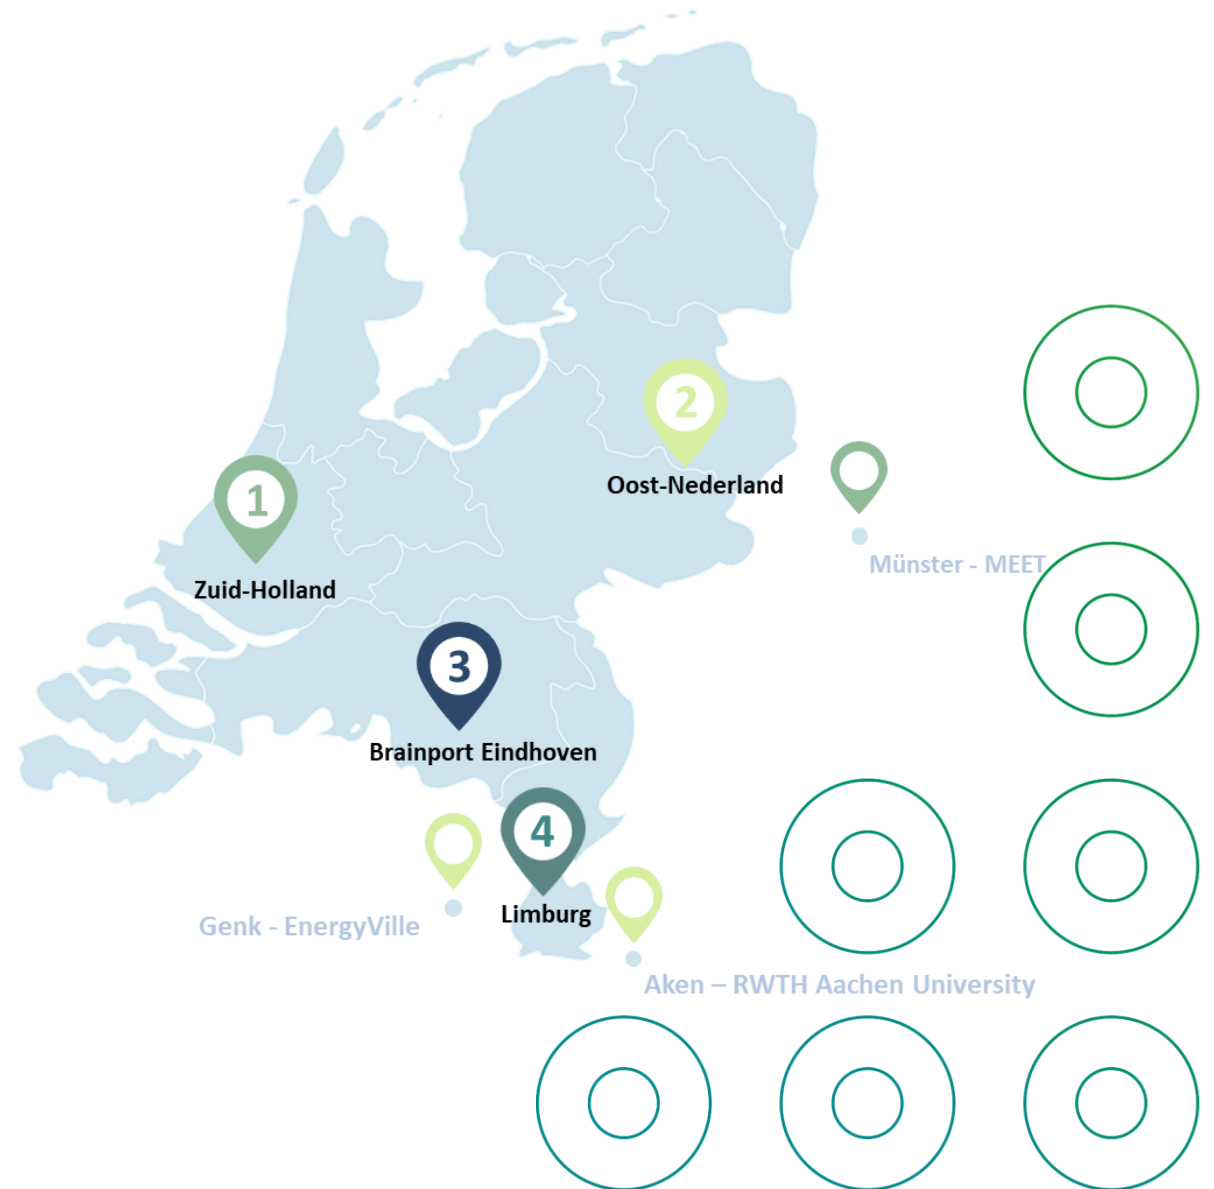 2
Oost-Nederland
1
Münster - MEET
Zuid-Holland
3
Brainport Eindhoven
4
Limburg
Genk - EnergyVille
Aken – RWTH Aachen University